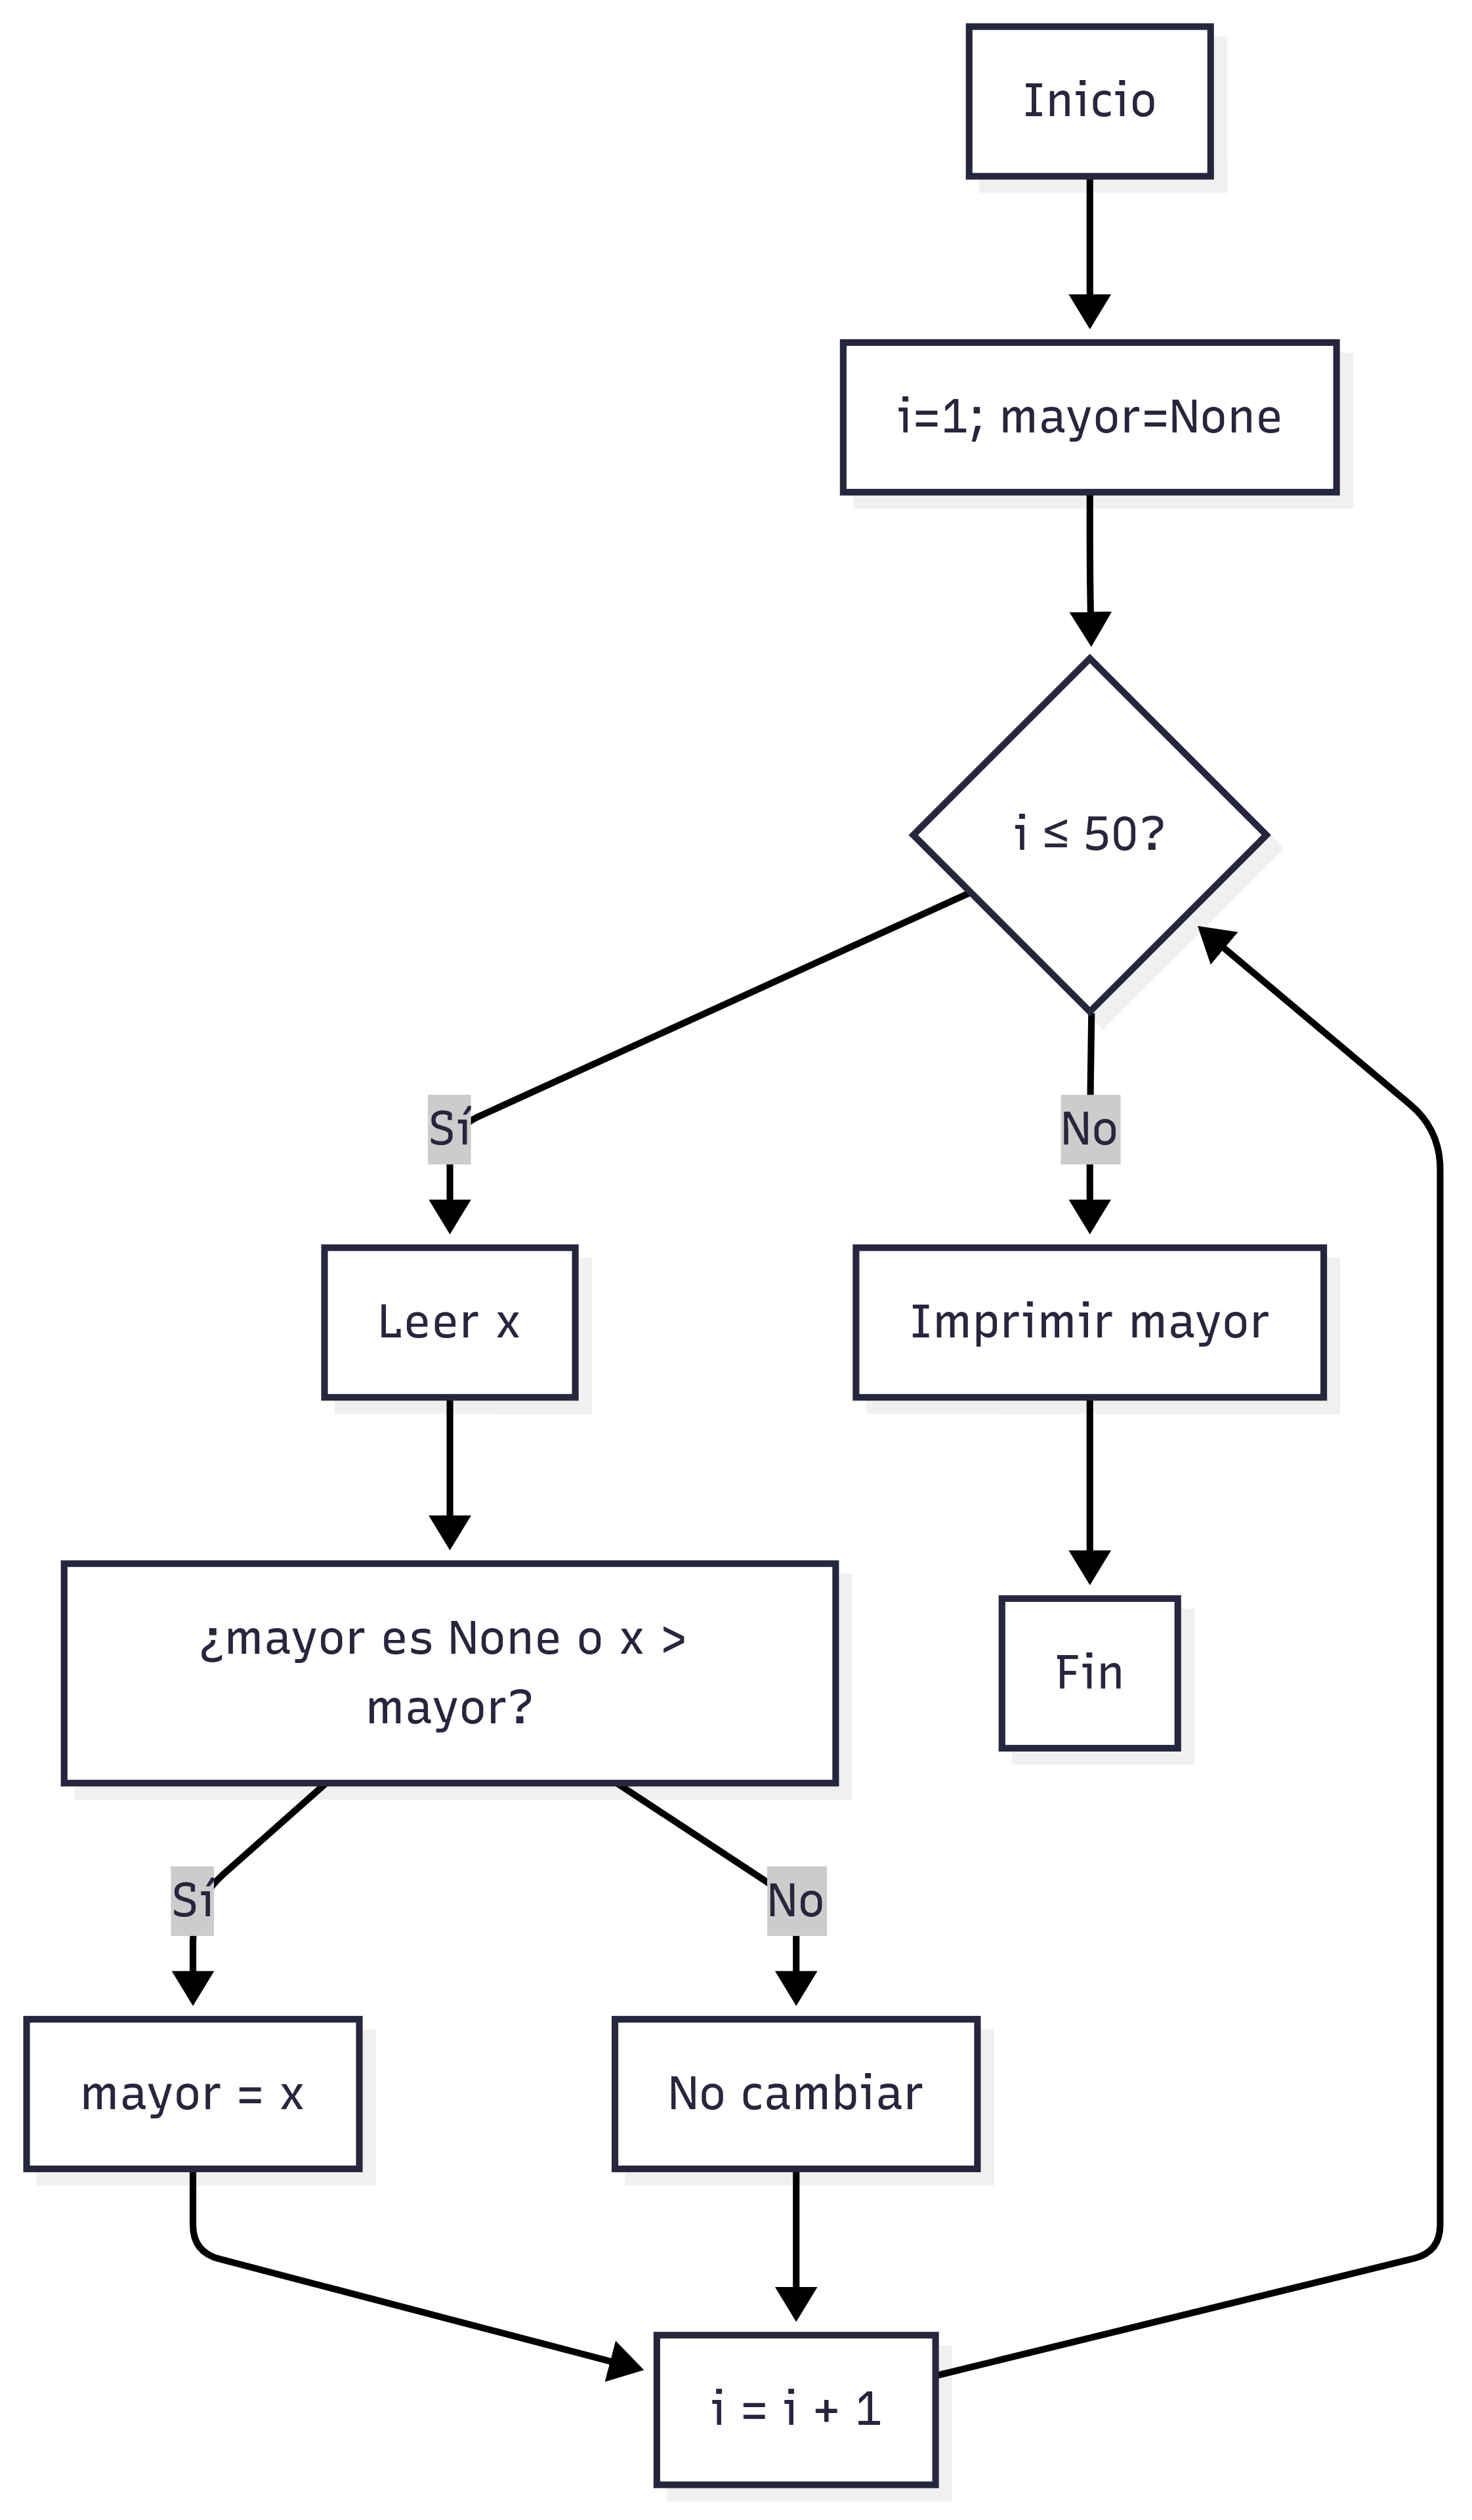 Inicio
i=1; mayor=None
i ≤ 50?
Sí
No
Leer x
Imprimir mayor
¿mayor es None o x >
mayor?
Fin
Sí
No
mayor = x
No cambiar
i = i + 1